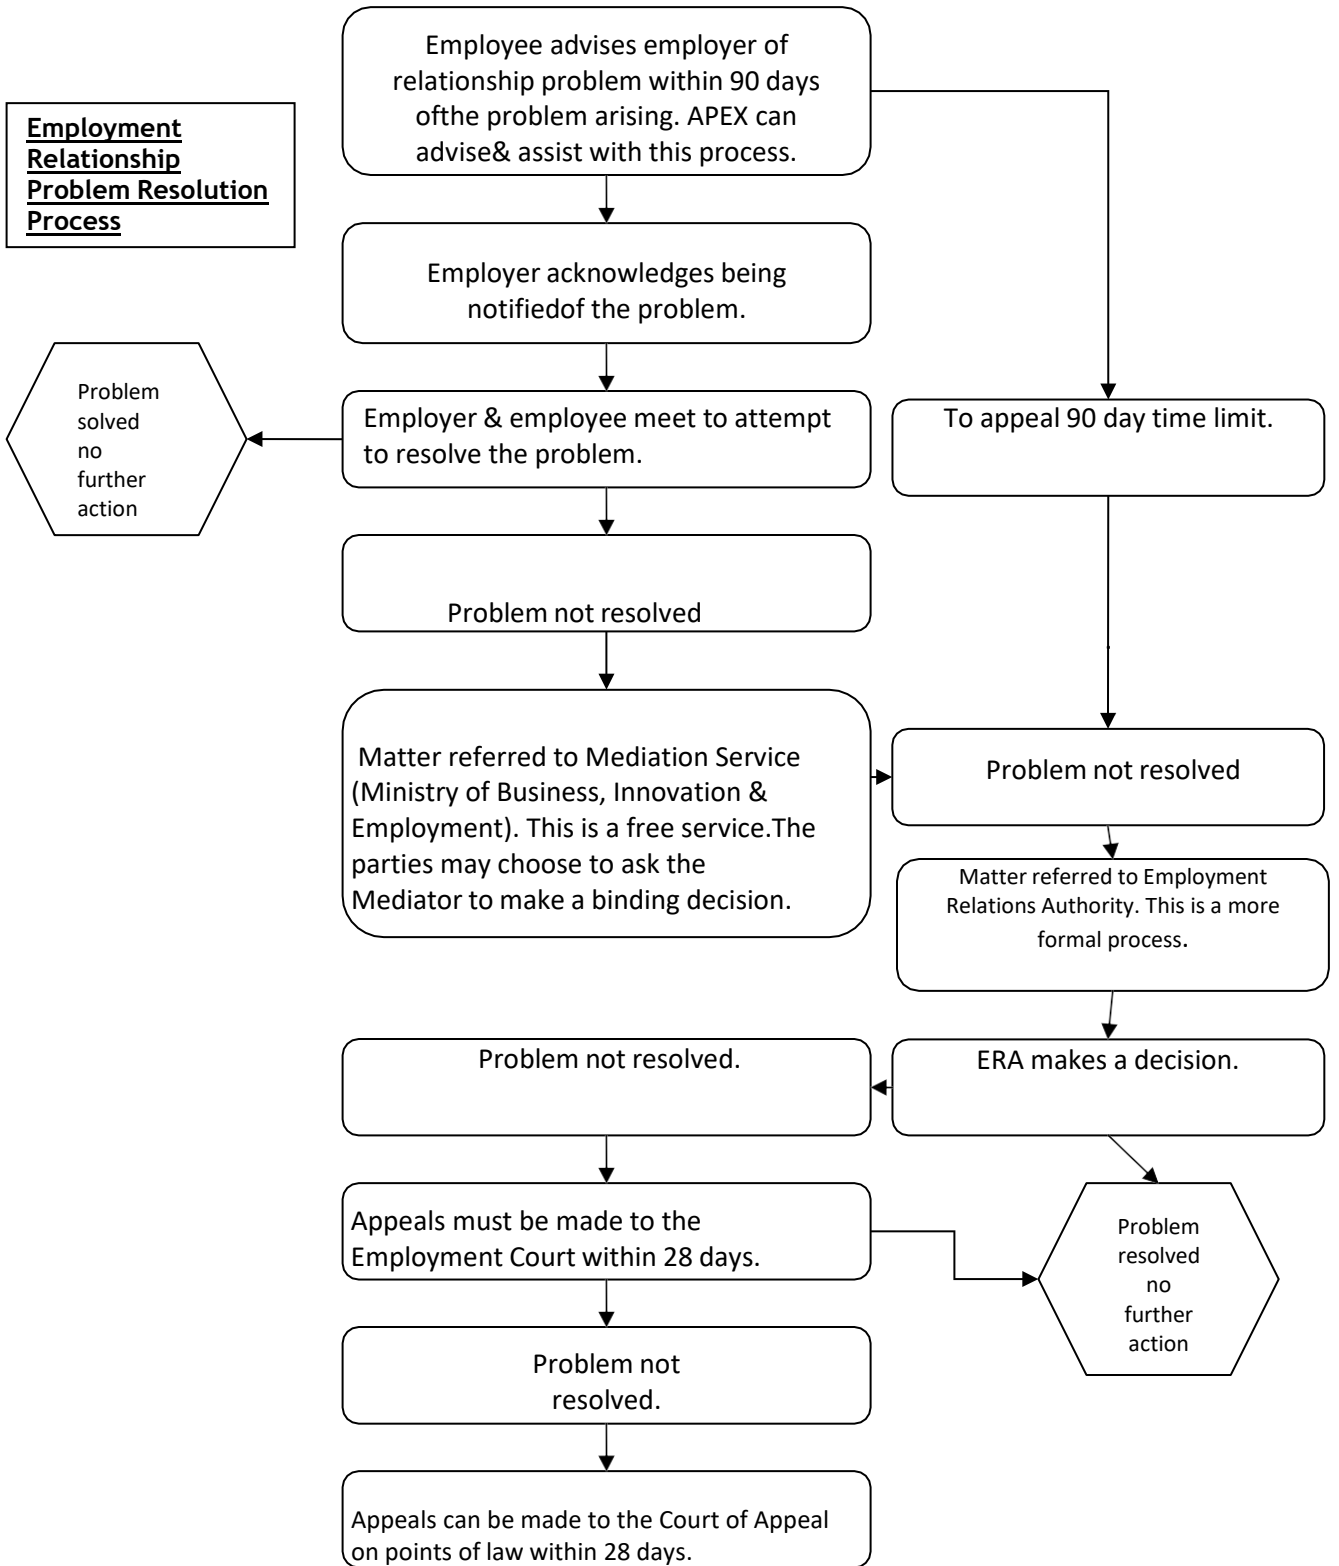 Employee advises employer of
relationship problem within 90 days
ofthe problem arising. APEX can
advise& assist with this process.
Employment
Relationship
Problem Resolution
Process
Employer acknowledges being
notifiedof the problem.
Problem
solved
no
further
action
Employer & employee meet to attempt
to resolve the problem.
To appeal 90 day time limit.
Problem not resolved
Matter referred to Mediation Service
(Ministry of Business, Innovation &
Employment). This is a free service.The
parties may choose to ask the
Mediator to make a binding decision.
Problem not resolved
Matter referred to Employment
Relations Authority. This is a more
formal process.
Problem not resolved.
ERA makes a decision.
Appeals must be made to the
Employment Court within 28 days.
Problem
resolved
no
further
action
Problem not
resolved.
Appeals can be made to the Court of Appeal
on points of law within 28 days.